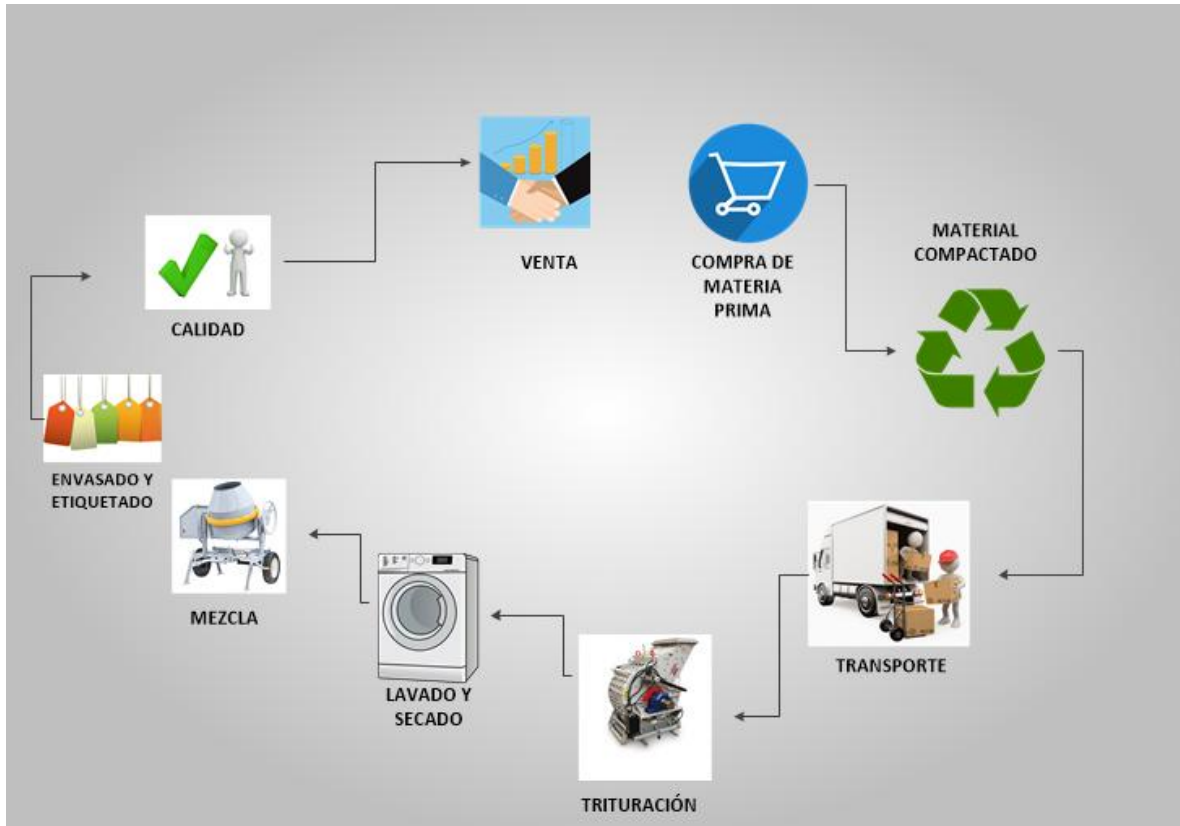 VENTA
COMPRA DE
MATERIA
PRIMA
MATERIAL
COMPACTADO
CALIDAD
ENVASADO Y
ETIQUETADO
MEZCLA
LAVADO Y
SECADO
TRITURACIÓN
TRANSPORTE